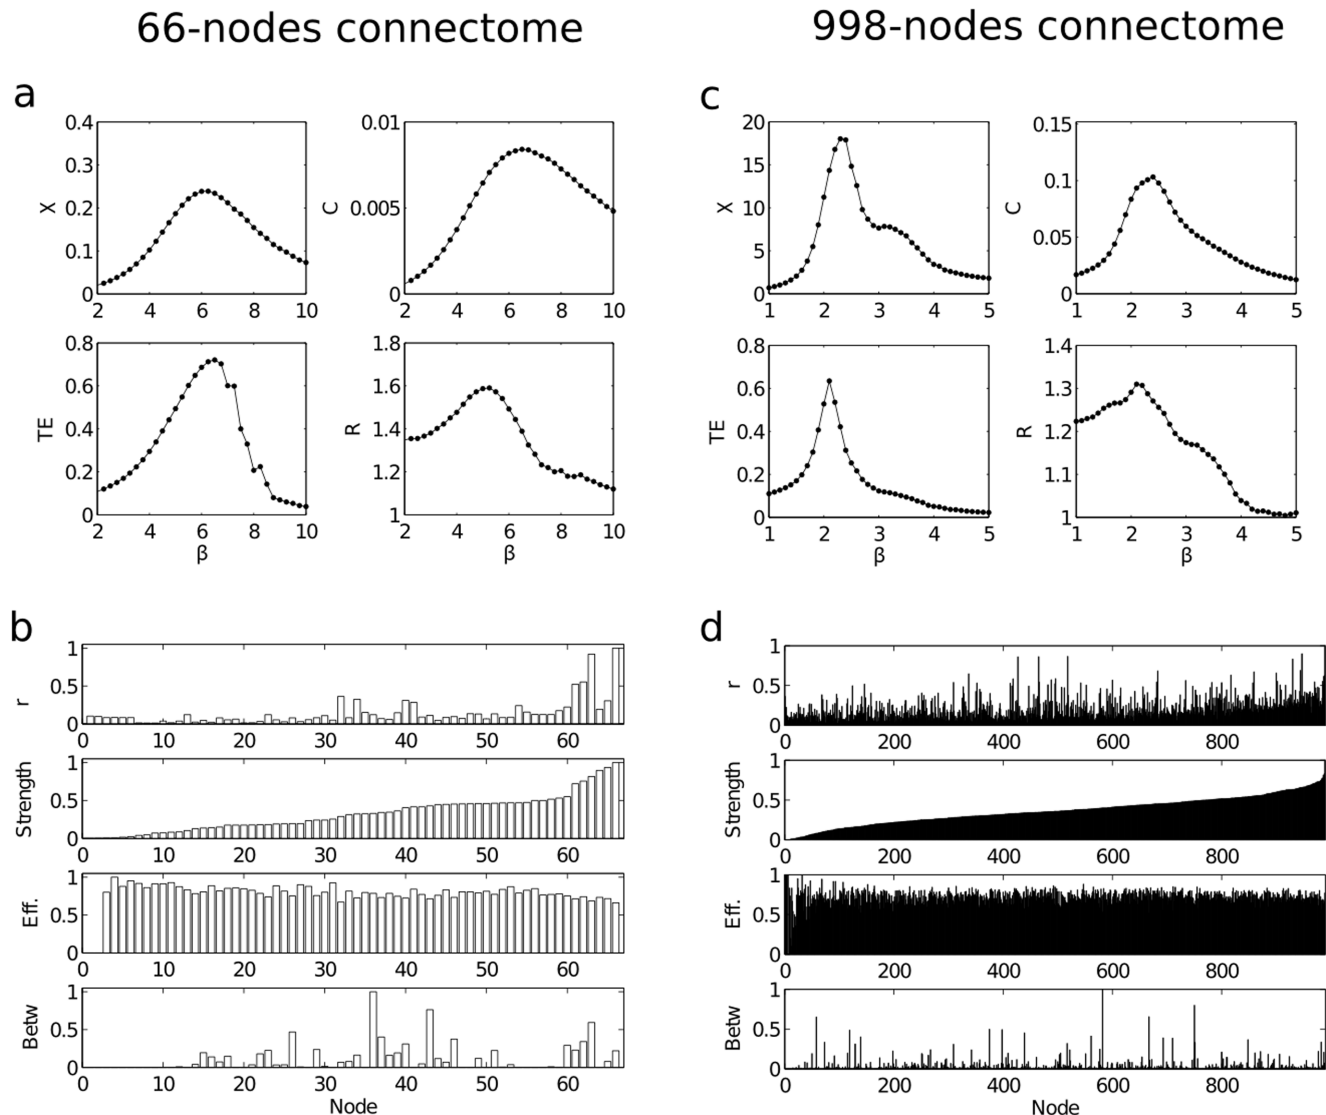 66-nodes connectome
998-nodes connectome
a
0.4
0.3
0.2
0.1
0
X
2 4 6 8 10
0.01
0.005
0
C
2 4 6 8 10
0.8
0.6
0.4
0.2
0
TE
2 4 6 8 10
β
1.8
1.6
1.4
1.2
1
R
2 4 6 8 10
β
c
20
15
10
5
0
X
1 2 3 4 5
0.15
0.1
0.05
0
C
1 2 3 4 5
0.8
0.6
0.4
0.2
0
TE
1 2 3 4 5
β
1.4
1.3
1.2
1.1
1
R
1 2 3 4 5
β
b
1
0.5
0
r
0 10 20 30 40 50 60
1
0.5
0
Strength
0 10 20 30 40 50 60
1
0.5
0
Eff.
0 10 20 30 40 50 60
1
0.5
0
Betw
0 10 20 30 40 50 60
Node
d
1
0.5
0
r
0 200 400 600 800
1
0.5
0
Strength
0 200 400 600 800
1
0.5
0
Eff.
0 200 400 600 800
1
0.5
0
Betw
0 200 400 600 800
Node